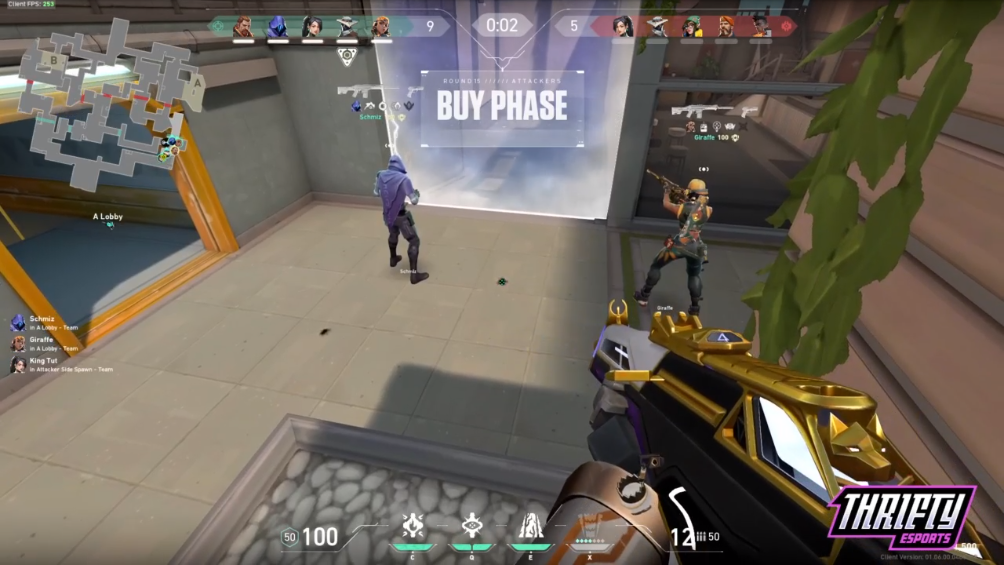 Client FPS: 253
9
0:02
5
ROUND 15 ////// ATTACKERS
BUY PHASE
B
A
Schmiz
Giraffe 100
A Lobby
Schmiz
Giraffe
Schmiz
in A Lobby - Team
Giraffe
in A Lobby - Team
King Tut
in Attacker Side Spawn - Team
50 100
C
Q
E
X
12 50
THRIFTY
ESPORTS